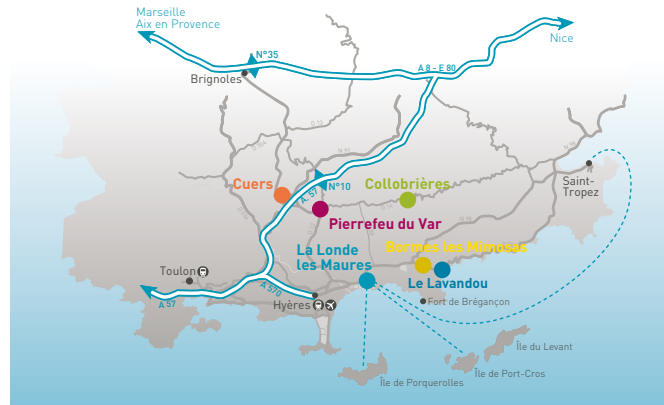 Marseille
Aix en Provence
Nice
N°35
A 8 - E 80
Brignoles
Cuers
A 57
N°10
Collobrières
Pierrefeu du Var
Saint-
Tropez
La Londe
les Maures
Bormes les Mimosas
Le Lavandou
Toulon
A 57
A 570
Hyères
Fort de Brégançon
Île du Levant
Île de Port-Cros
Île de Porquerolles